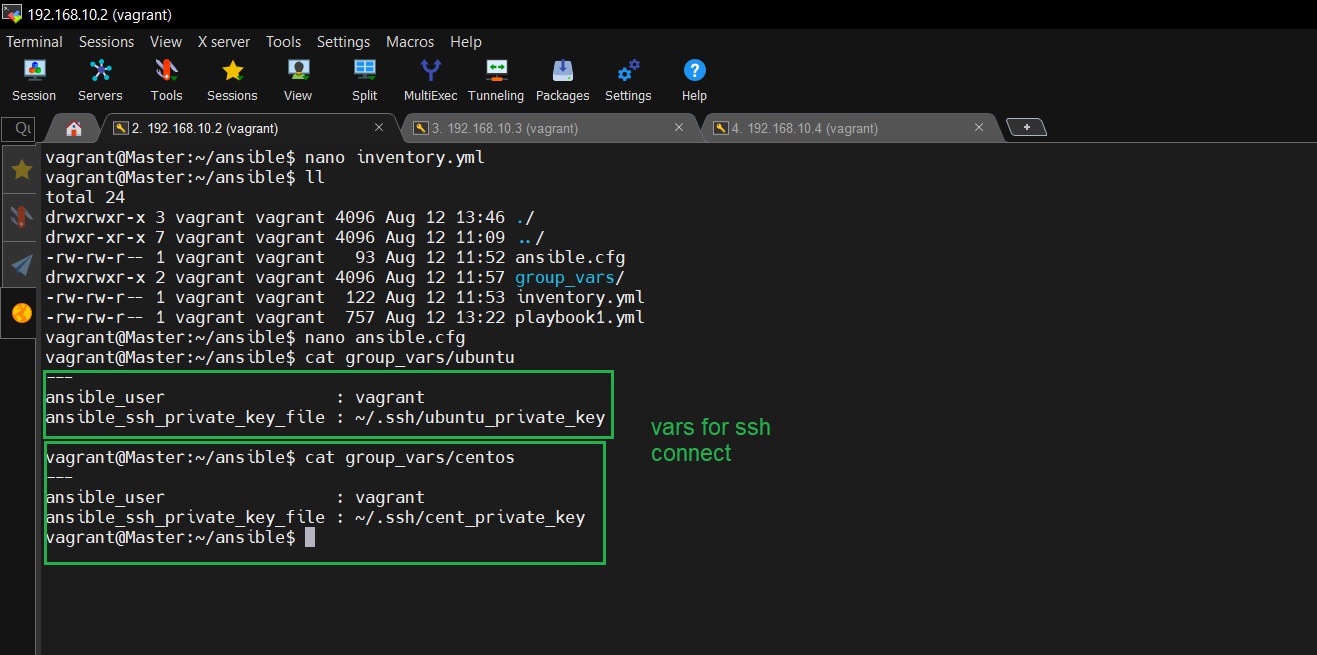 192.168.10.2 (vagrant)
Terminal Sessions View X server Tools Settings Macros Help
Session Servers Tools Sessions View Split MultiExec Tunneling Packages Settings Help
2. 192.168.10.2 (vagrant) 3. 192.168.10.3 (vagrant) 4. 192.168.10.4 (vagrant)
vagrant@Master:~/ansible$ nano inventory.yml
vagrant@Master:~/ansible$ ll
total 24
drwxrwxr-x 3 vagrant vagrant 4096 Aug 12 13:46 ./
drwxr-xr-x 7 vagrant vagrant 4096 Aug 12 11:09 ../
-rw-rw-r-- 1 vagrant vagrant   93 Aug 12 11:52 ansible.cfg
drwxrwxr-x 2 vagrant vagrant 4096 Aug 12 11:57 group_vars/
-rw-rw-r-- 1 vagrant vagrant  122 Aug 12 11:53 inventory.yml
-rw-rw-r-- 1 vagrant vagrant  757 Aug 12 13:22 playbook1.yml
vagrant@Master:~/ansible$ nano ansible.cfg
vagrant@Master:~/ansible$ cat group_vars/ubuntu
---
ansible_user                 : vagrant
ansible_ssh_private_key_file : ~/.ssh/ubuntu_private_key
vars for ssh
connect
vagrant@Master:~/ansible$ cat group_vars/centos
---
ansible_user                 : vagrant
ansible_ssh_private_key_file : ~/.ssh/cent_private_key
vagrant@Master:~/ansible$